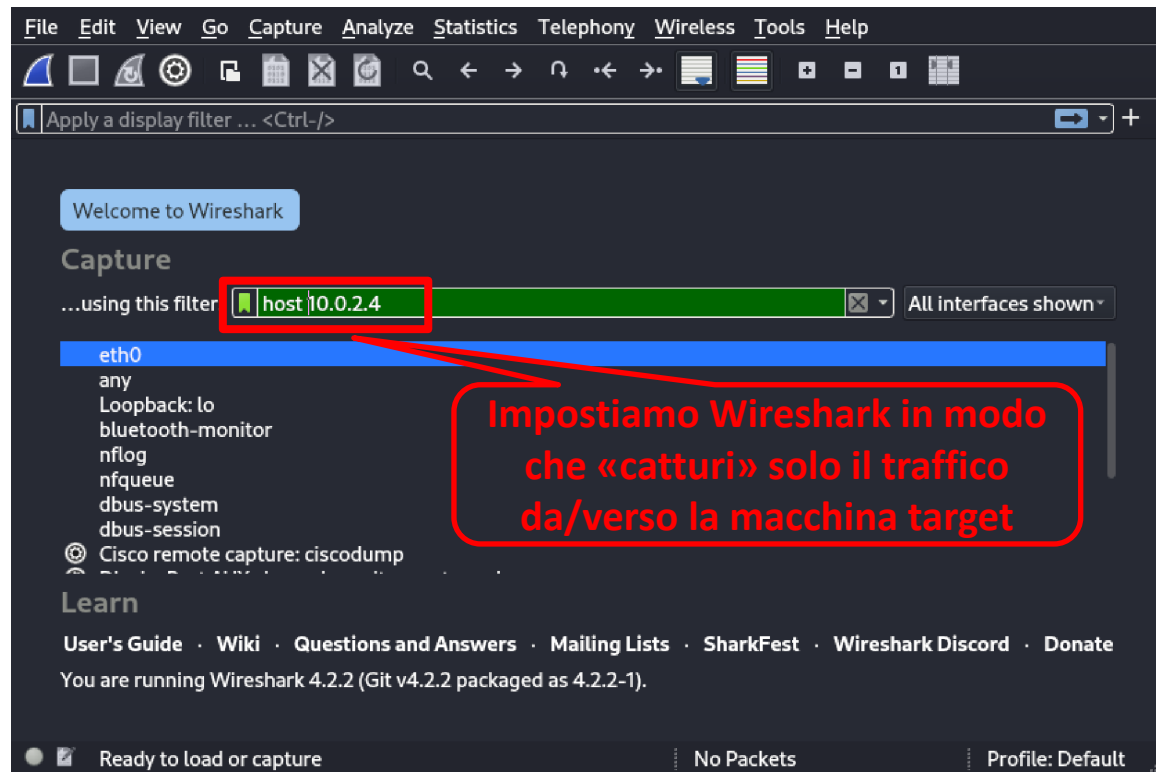 File Edit View Go Capture Analyze Statistics Telephony Wireless Tools Help
Apply a display filter ... <Ctrl-/>
Welcome to Wireshark
Capture
...using this filter host 10.0.2.4 All interfaces shown
eth0
any
Loopback: lo
bluetooth-monitor
nflog
nfqueue
dbus-system
dbus-session
Cisco remote capture: ciscodump
Impostiamo Wireshark in modo
che «catturi» solo il traffico
da/verso la macchina target
Learn
User's Guide · Wiki · Questions and Answers · Mailing Lists · SharkFest · Wireshark Discord · Donate
You are running Wireshark 4.2.2 (Git v4.2.2 packaged as 4.2.2-1).
Ready to load or capture No Packets Profile: Default